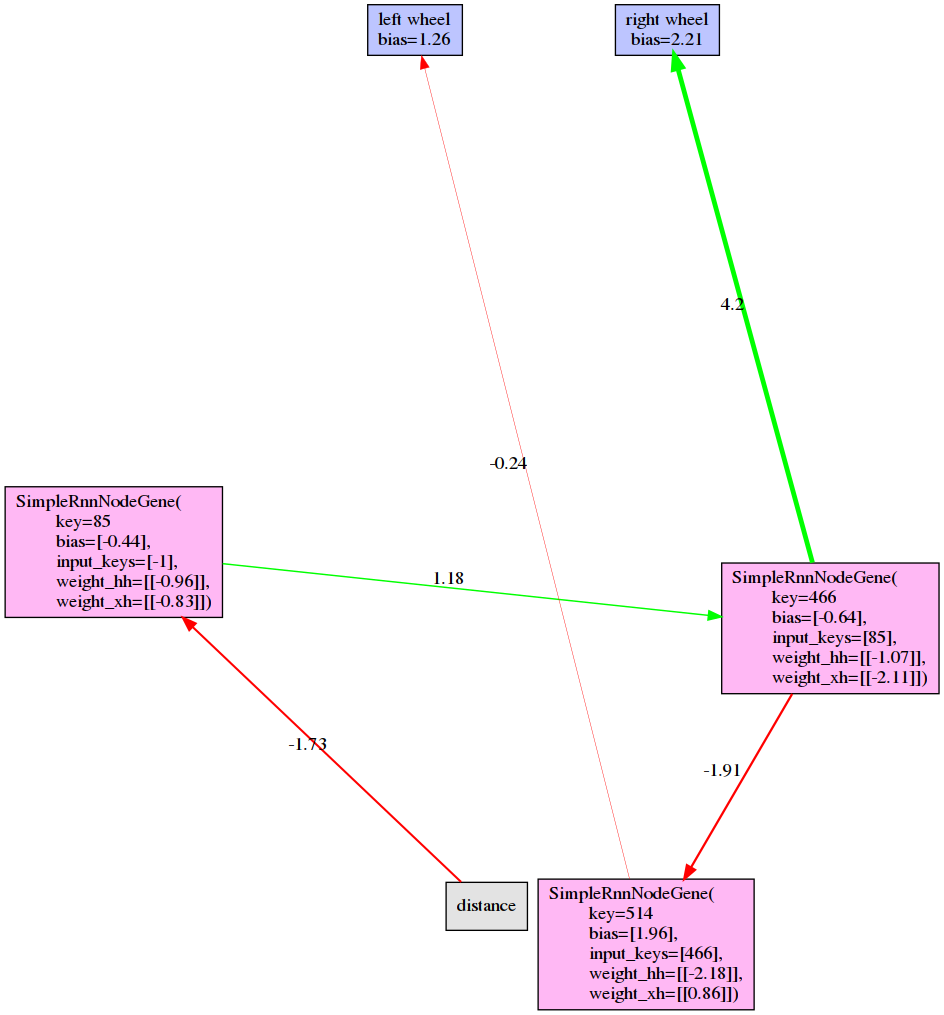 left wheel
bias=1.26
right wheel
bias=2.21
4.2
-0.24
SimpleRnnNodeGene(
key=85
bias=[-0.44],
input_keys=[-1],
weight_hh=[[-0.96]],
weight_xh=[[-0.83]])
1.18
SimpleRnnNodeGene(
key=466
bias=[-0.64],
input_keys=[85],
weight_hh=[[-1.07]],
weight_xh=[[-2.11]])
-1.73
-1.91
distance
SimpleRnnNodeGene(
key=514
bias=[1.96],
input_keys=[466],
weight_hh=[[-2.18]],
weight_xh=[[0.86]])